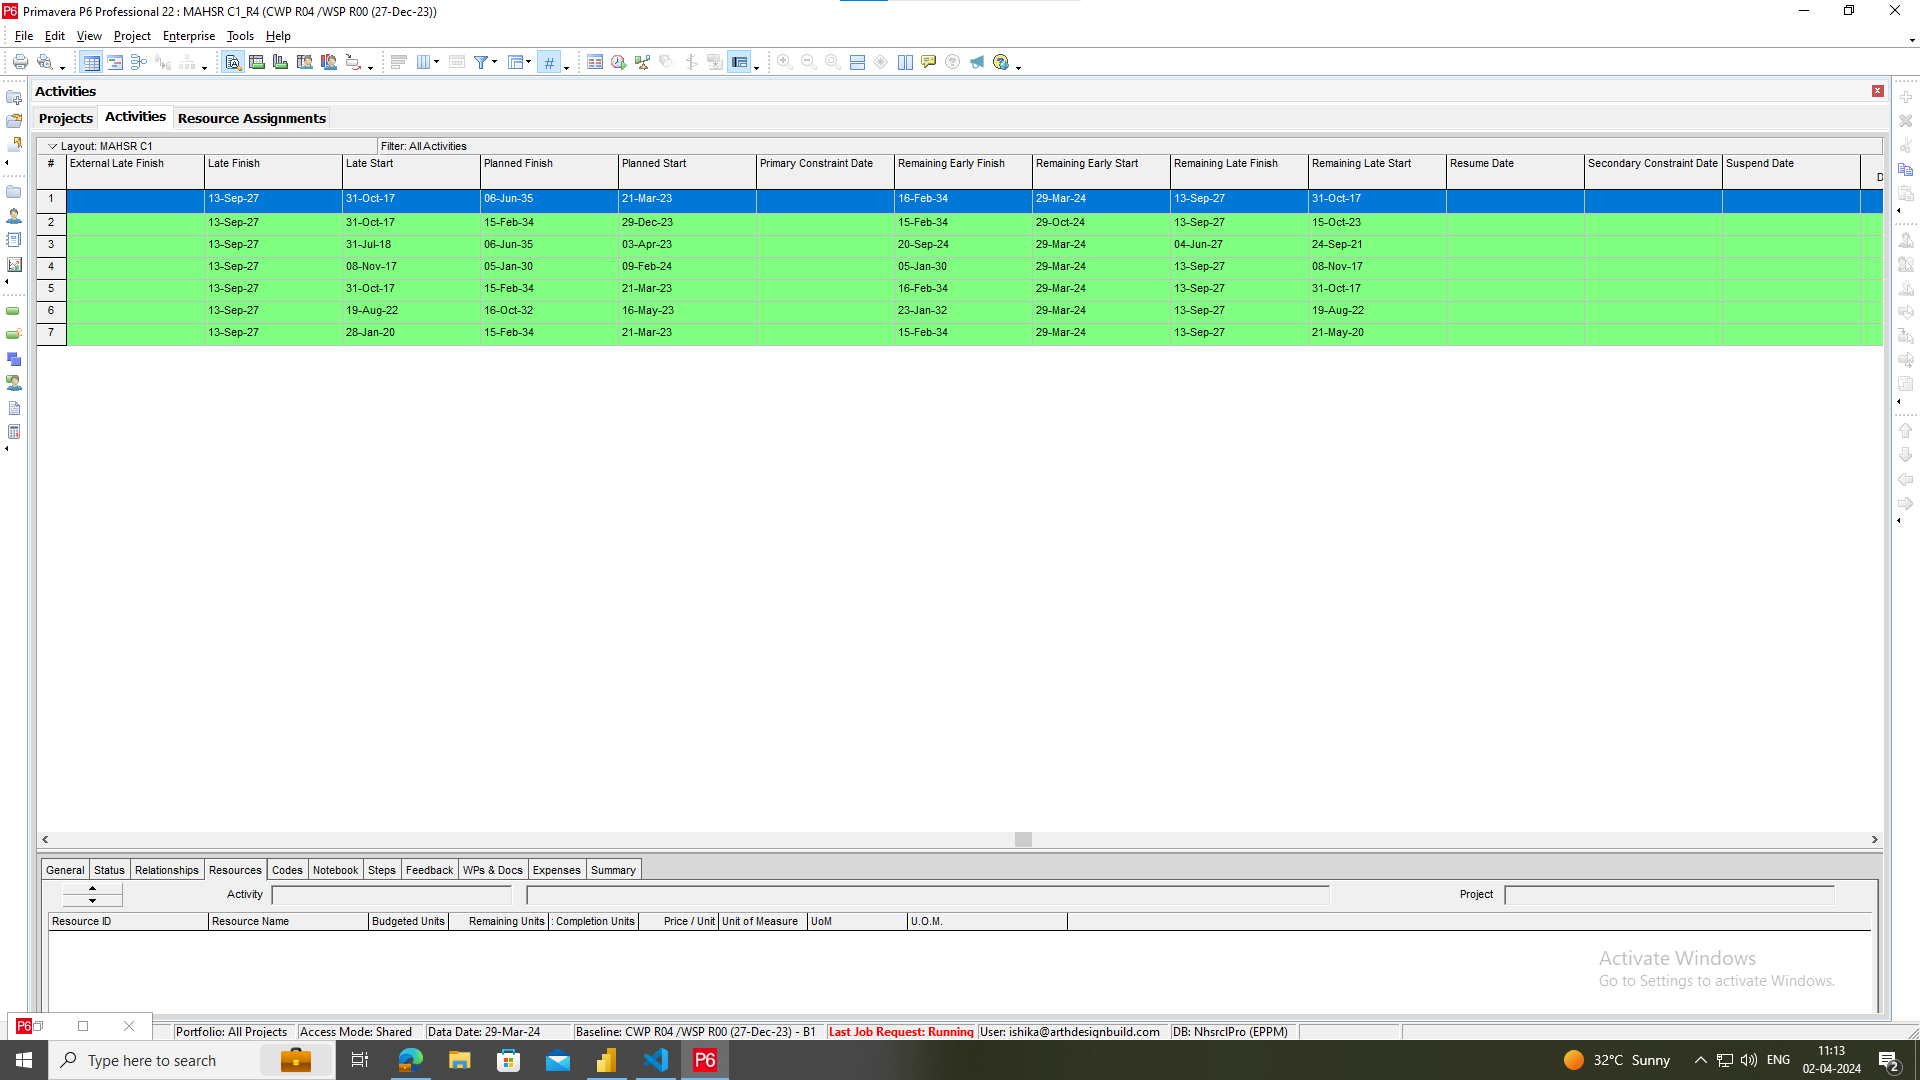 P6 Primavera P6 Professional 22 : MAHSR C1_R4 (CWP R04 /WSP R00 (27-Dec-23))
File Edit View Project Enterprise Tools Help
Activities
Projects Activities Resource Assignments
Layout: MAHSR C1 Filter: All Activities
# External Late Finish Late Finish Late Start Planned Finish Planned Start Primary Constraint Date Remaining Early Finish Remaining Early Start Remaining Late Finish Remaining Late Start Resume Date Secondary Constraint Date Suspend Date D
1 13-Sep-27 31-Oct-17 06-Jun-35 21-Mar-23 16-Feb-34 29-Mar-24 13-Sep-27 31-Oct-17
2 13-Sep-27 31-Oct-17 15-Feb-34 29-Dec-23 15-Feb-34 29-Oct-24 13-Sep-27 15-Oct-23
3 13-Sep-27 31-Jul-18 06-Jun-35 03-Apr-23 20-Sep-24 29-Mar-24 04-Jun-27 24-Sep-21
4 13-Sep-27 08-Nov-17 05-Jan-30 09-Feb-24 05-Jan-30 29-Mar-24 13-Sep-27 08-Nov-17
5 13-Sep-27 31-Oct-17 15-Feb-34 21-Mar-23 16-Feb-34 29-Mar-24 13-Sep-27 31-Oct-17
6 13-Sep-27 19-Aug-22 16-Oct-32 16-May-23 23-Jan-32 29-Mar-24 13-Sep-27 19-Aug-22
7 13-Sep-27 28-Jan-20 15-Feb-34 21-Mar-23 15-Feb-34 29-Mar-24 13-Sep-27 21-May-20
General Status Relationships Resources Codes Notebook Steps Feedback WPs & Docs Expenses Summary
Activity Project
Resource ID Resource Name Budgeted Units Remaining Units : Completion Units Price / Unit Unit of Measure UoM U.O.M.
Activate Windows
Go to Settings to activate Windows.
P6 Portfolio: All Projects Access Mode: Shared Data Date: 29-Mar-24 Baseline: CWP R04 /WSP R00 (27-Dec-23) - B1 Last Job Request: Running User: ishika@arthdesignbuild.com DB: NhsrclPro (EPPM)
Type here to search P6 32°C Sunny ENG 11:13
02-04-2024 2